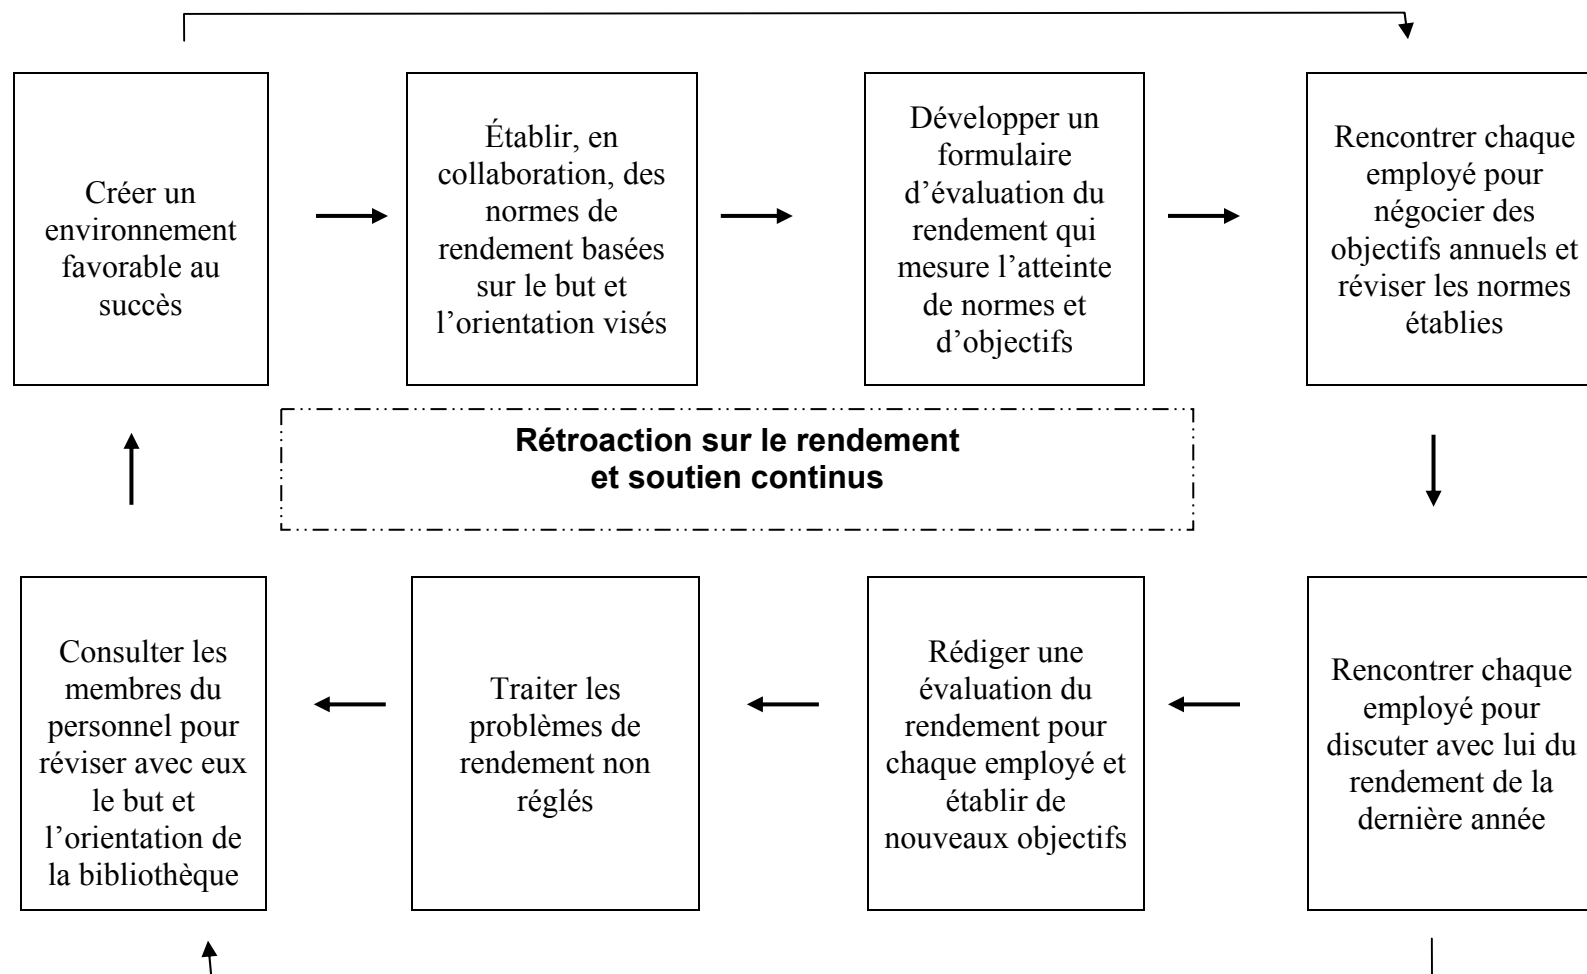 Créer un
environnement
favorable au
succès
Établir, en
collaboration, des
normes de
rendement basées
sur le but et
l’orientation visés
Développer un
formulaire
d’évaluation du
rendement qui
mesure l’atteinte
de normes et
d’objectifs
Rencontrer chaque
employé pour
négocier des
objectifs annuels et
réviser les normes
établies
Rétroaction sur le rendement
et soutien continus
Consulter les
membres du
personnel pour
réviser avec eux
le but et
l’orientation de
la bibliothèque
Traiter les
problèmes de
rendement non
réglés
Rédiger une
évaluation du
rendement pour
chaque employé et
établir de
nouveaux objectifs
Rencontrer chaque
employé pour
discuter avec lui du
rendement de la
dernière année